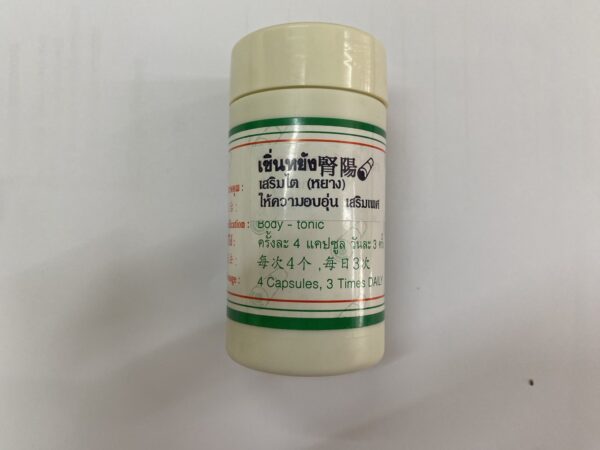 เซิ่นหยัง腎陽
เสริมไต (หยาง)
ให้ความอบอุ่น เสริมเพศ
Body - tonic
ครั้งละ 4 แคปซูล วันละ 3
每次4个,每日3次
4 Capsules, 3 Times DAILY